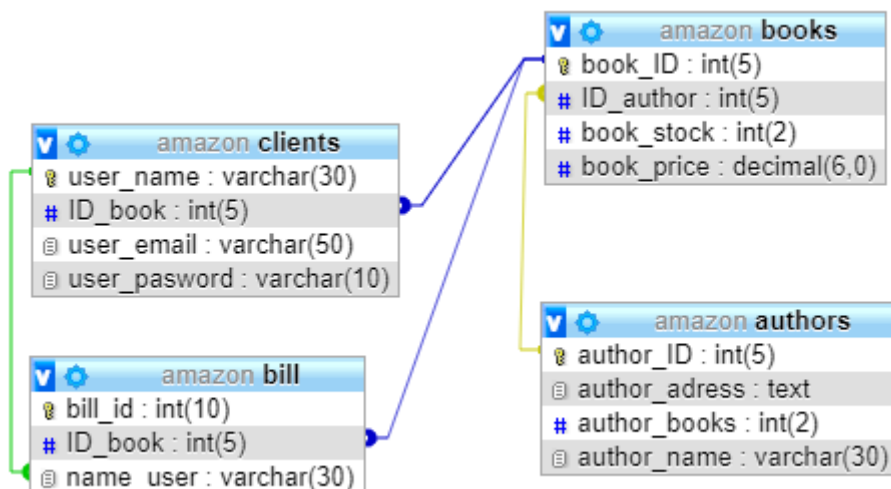 amazon books
book_ID : int(5)
# ID_author : int(5)
# book_stock : int(2)
# book_price : decimal(6,0)
amazon clients
user_name : varchar(30)
# ID_book : int(5)
user_email : varchar(50)
user_pasword : varchar(10)
amazon authors
author_ID : int(5)
author_adress : text
# author_books : int(2)
author_name : varchar(30)
amazon bill
bill_id : int(10)
# ID_book : int(5)
name_user : varchar(30)